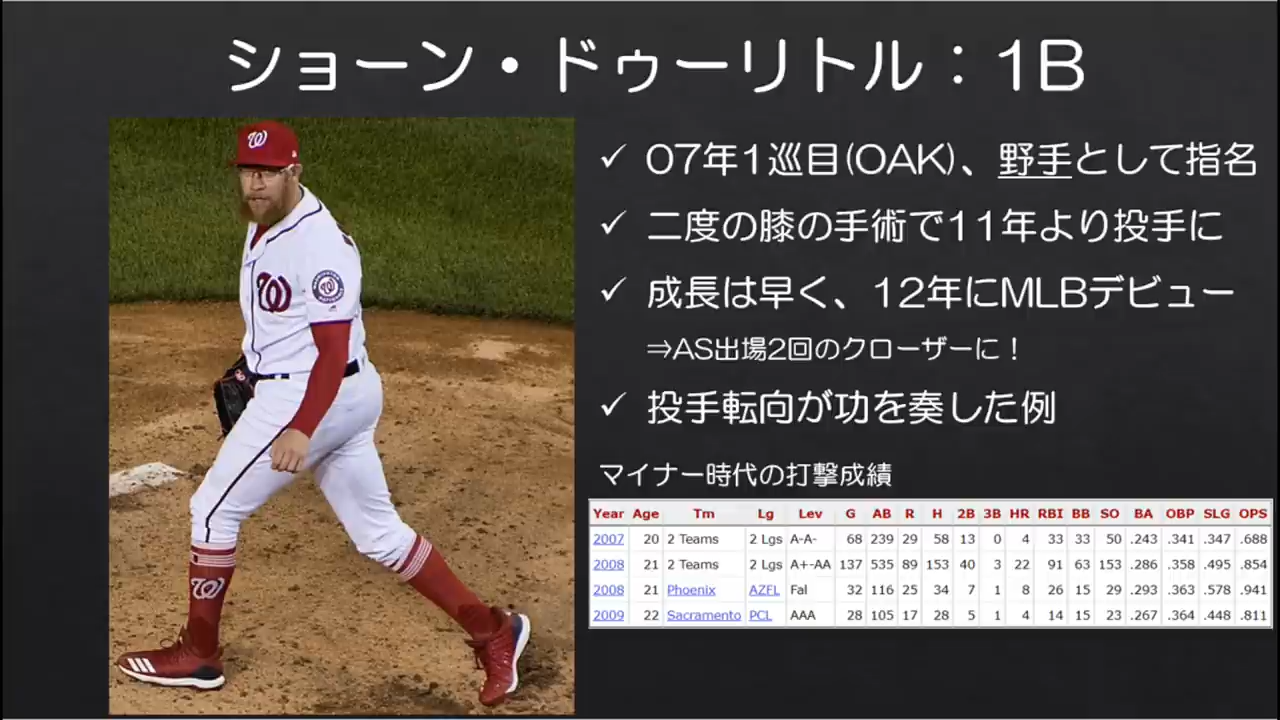 ショーン・ドゥーリトル：1B
✓ 07年1巡目(OAK)、野手として指名
✓ 二度の膝の手術で11年より投手に
✓ 成長は早く、12年にMLBデビュー
⇒AS出場2回のクローザーに！
✓ 投手転向が功を奏した例
マイナー時代の打撃成績
Year Age Tm Lg Lev G AB R H 2B 3B HR RBI BB SO BA OBP SLG OPS
2007 20 2 Teams 2 Lgs A-A- 68 239 29 58 13 0 4 33 33 50 .243 .341 .347 .688
2008 21 2 Teams 2 Lgs A+-AA 137 535 89 153 40 3 22 91 63 153 .286 .358 .495 .854
2008 21 Phoenix AZFL Fal 32 116 25 34 7 1 8 26 15 29 .293 .363 .578 .941
2009 22 Sacramento PCL AAA 28 105 17 28 5 1 4 14 15 23 .267 .364 .448 .811
W
W
W